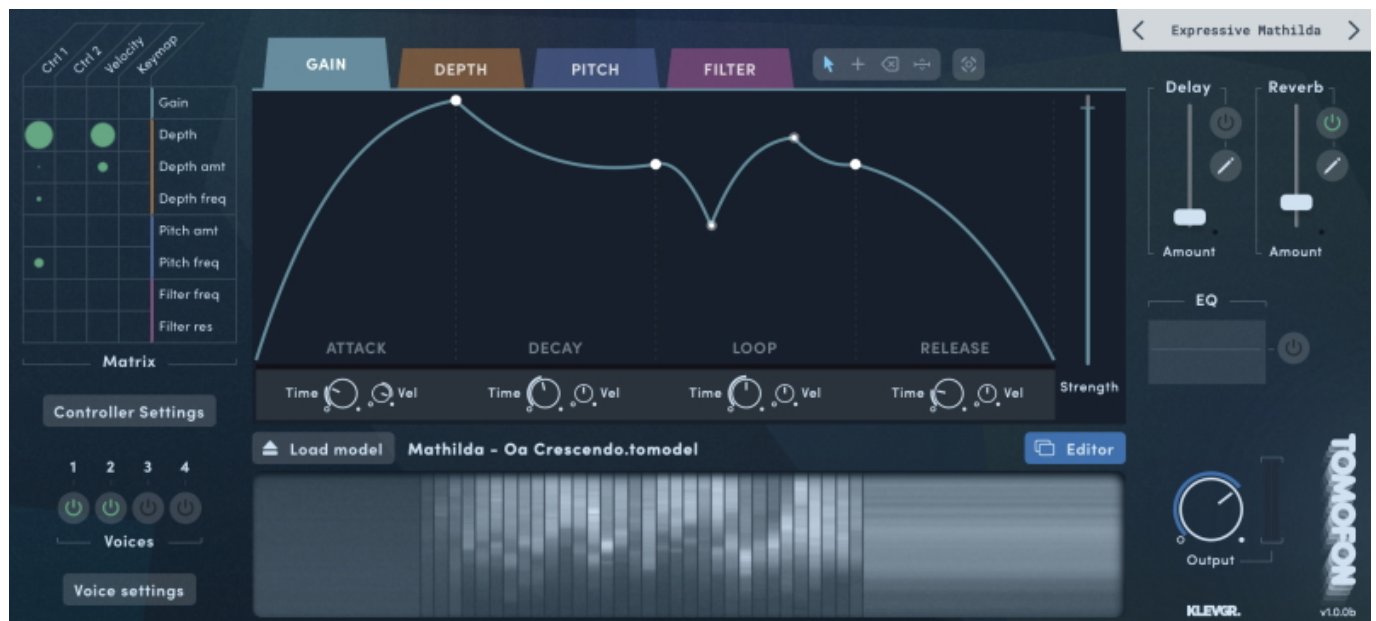 Expressive Mathilda
Ctrl 1
Ctrl 2
Velocity
Keymap
Gain
Depth
Depth amt
Depth freq
Pitch amt
Pitch freq
Filter freq
Filter res
Matrix
Controller Settings
1 2 3 4
Voices
Voice settings
GAIN DEPTH PITCH FILTER
ATTACK DECAY LOOP RELEASE
Time Vel Time Vel Time Vel Time Vel
Strength
Load model Mathilda - Oa Crescendo.tomodel Editor
Delay Reverb
Amount Amount
EQ
Output
TOMOFON
KLEVGR. v1.0.0b